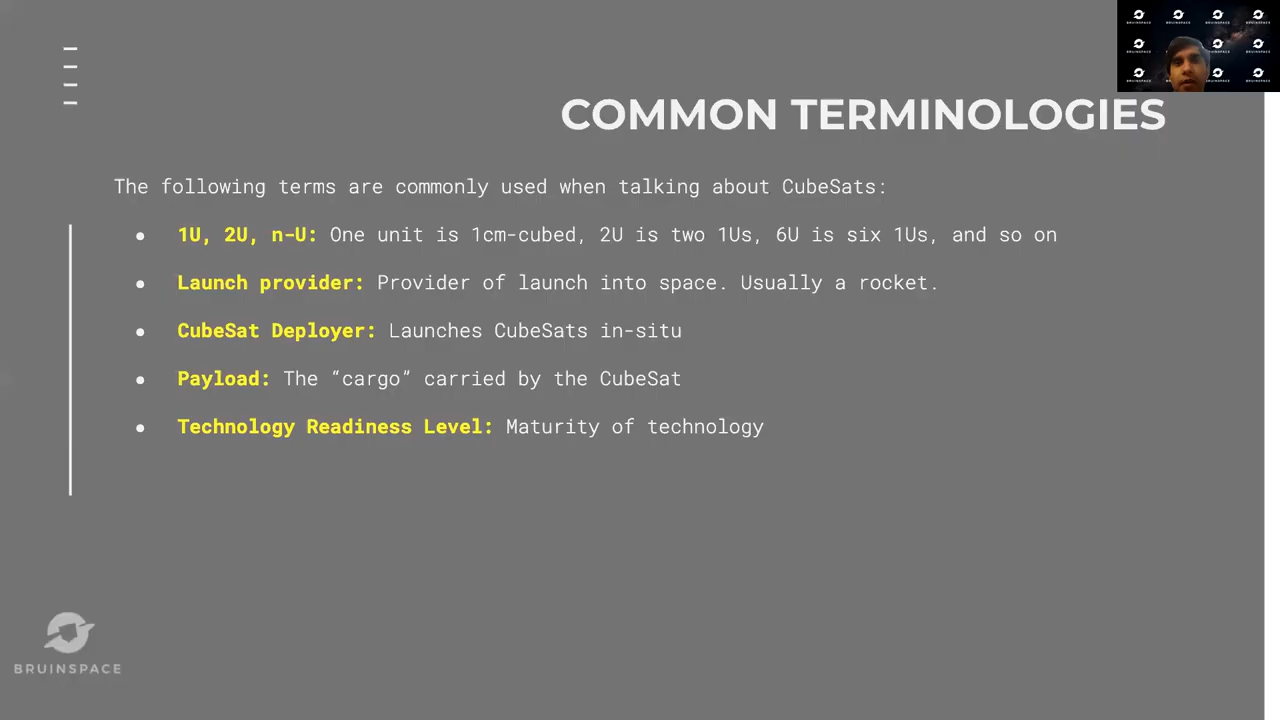 COMMON TERMINOLOGIES
The following terms are commonly used when talking about CubeSats:
● 1U, 2U, n-U: One unit is 1cm-cubed, 2U is two 1Us, 6U is six 1Us, and so on
● Launch provider: Provider of launch into space. Usually a rocket.
● CubeSat Deployer: Launches CubeSats in-situ
● Payload: The “cargo” carried by the CubeSat
● Technology Readiness Level: Maturity of technology
BRUINSPACE